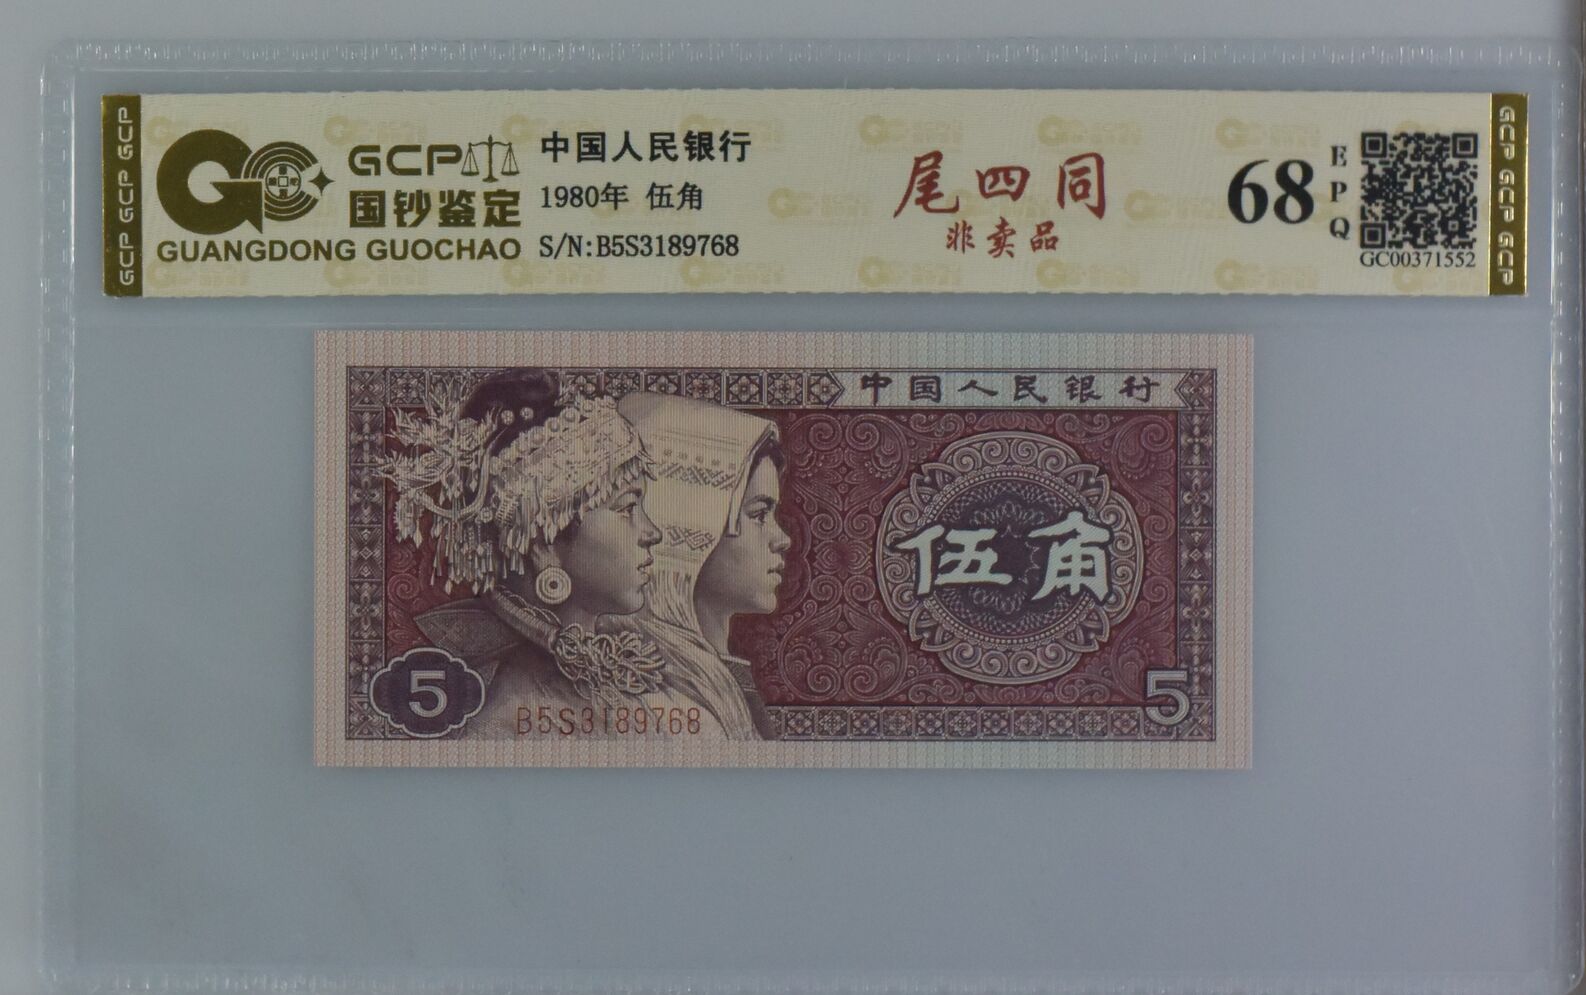 GCP GCP GCP
GCP
国钞鉴定
GUANGDONG GUOCHAO
中国人民银行
1980年 伍角
S/N:B5S3189768
尾四同
非卖品
68
EPQ
GC00371552
GCP GCP GCP
中国人民银行
伍角
5
B5S3189768
5